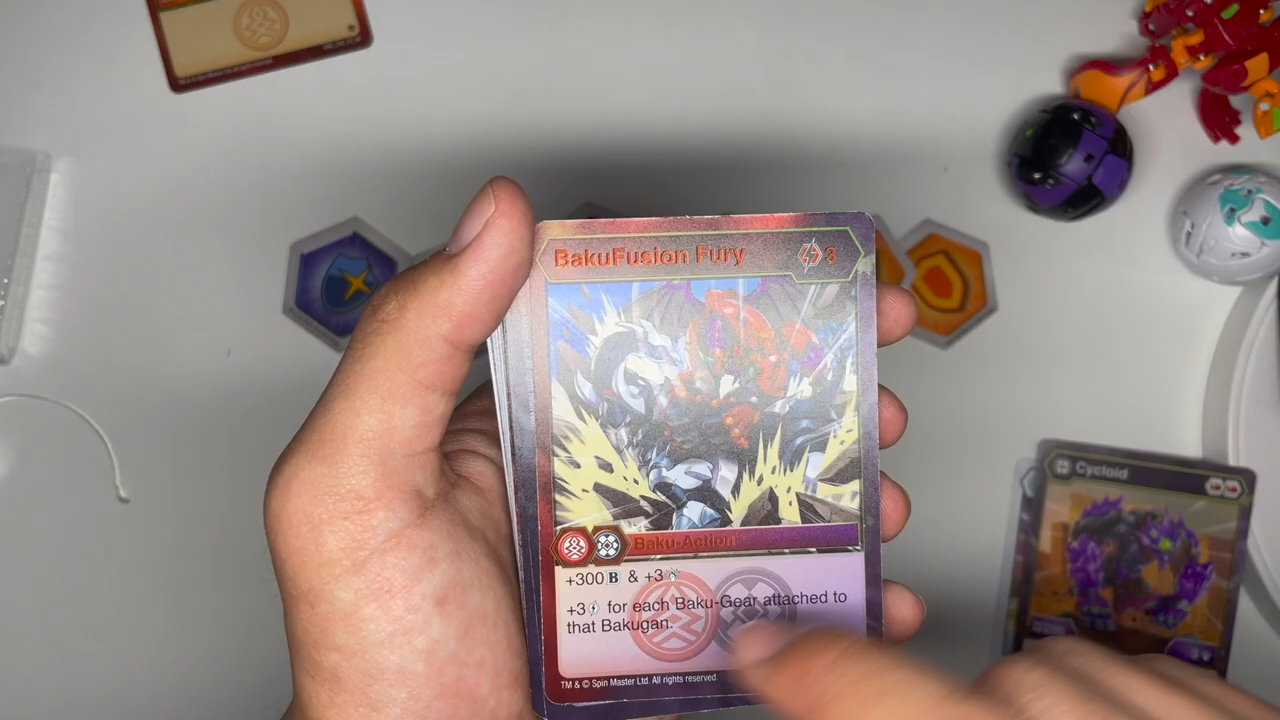 BakuFusion Fury
3
Baku-Action
+300 B & +3
+3 for each Baku-Gear attached to
that Bakugan.
TM & © Spin Master Ltd. All rights reserved.
Cycloid
3